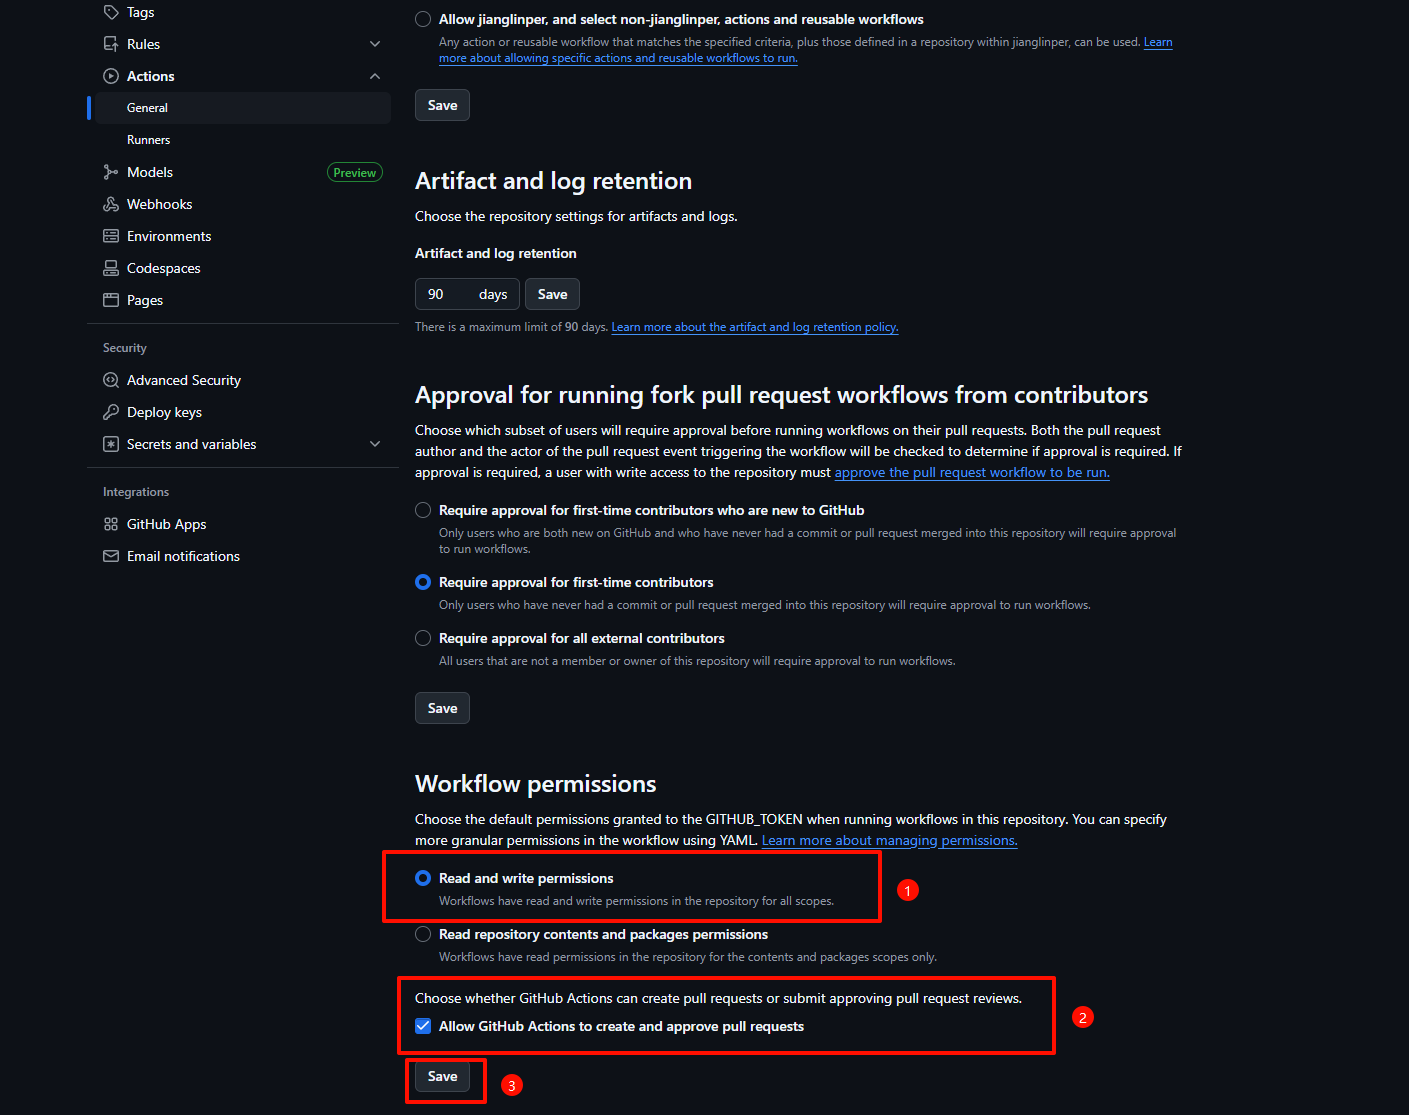 Tags
Rules
Actions
General
Runners
Models
Preview
Webhooks
Environments
Codespaces
Pages
Security
Advanced Security
Deploy keys
Secrets and variables
Integrations
GitHub Apps
Email notifications
Allow jianglinper, and select non-jianglinper, actions and reusable workflows
Any action or reusable workflow that matches the specified criteria, plus those defined in a repository within jianglinper, can be used. Learn
more about allowing specific actions and reusable workflows to run.
Save
Artifact and log retention
Choose the repository settings for artifacts and logs.
Artifact and log retention
90 days Save
There is a maximum limit of 90 days. Learn more about the artifact and log retention policy.
Approval for running fork pull request workflows from contributors
Choose which subset of users will require approval before running workflows on their pull requests. Both the pull request
author and the actor of the pull request event triggering the workflow will be checked to determine if approval is required. If
approval is required, a user with write access to the repository must approve the pull request workflow to be run.
Require approval for first-time contributors who are new to GitHub
Only users who are both new on GitHub and who have never had a commit or pull request merged into this repository will require approval
to run workflows.
Require approval for first-time contributors
Only users who have never had a commit or pull request merged into this repository will require approval to run workflows.
Require approval for all external contributors
All users that are not a member or owner of this repository will require approval to run workflows.
Save
Workflow permissions
Choose the default permissions granted to the GITHUB_TOKEN when running workflows in this repository. You can specify
more granular permissions in the workflow using YAML. Learn more about managing permissions.
Read and write permissions
Workflows have read and write permissions in the repository for all scopes.
1
Read repository contents and packages permissions
Workflows have read permissions in the repository for the contents and packages scopes only.
Choose whether GitHub Actions can create pull requests or submit approving pull request reviews.
Allow GitHub Actions to create and approve pull requests
2
Save
3